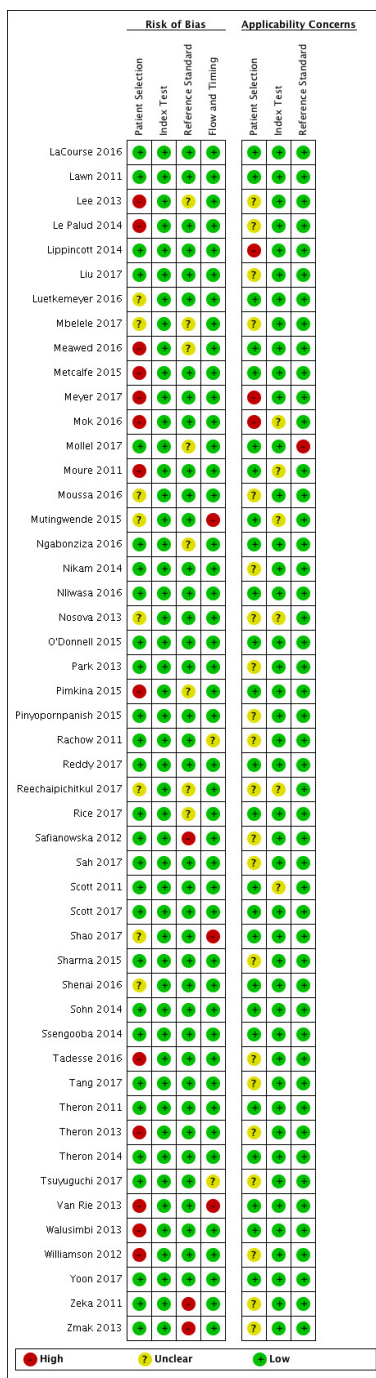 Risk of Bias Applicability Concerns
Patient Selection
Index Test
Reference Standard
Flow and Timing
Patient Selection
Index Test
Reference Standard
LaCourse 2016 + + + + + + +
Lawn 2011 + + + + + + +
Lee 2013 - + ? + ? + +
Le Palud 2014 - + + + ? + +
Lippincott 2014 + + + + - + +
Liu 2017 + + + + ? + +
Luetkemeyer 2016 ? + + + + + +
Mbelele 2017 ? + ? + ? + +
Meawed 2016 - + ? + + + +
Metcalfe 2015 - + + + + + +
Meyer 2017 - + + + - + +
Mok 2016 - + + + - ? +
Mollel 2017 + + ? + + + -
Moure 2011 - + + + + ? +
Moussa 2016 ? + + + ? + +
Mutingwende 2015 ? + + - + ? +
Ngabonziza 2016 + + ? + + + +
Nikam 2014 + + + + ? + +
Nliwasa 2016 + + + + + + +
Nosova 2013 ? + + + ? ? +
O'Donnell 2015 + + + + + + +
Park 2013 + + + + ? + +
Pimkina 2015 - + ? + + + +
Pinyopornpanish 2015 + + + + ? + +
Rachow 2011 + + + ? ? + +
Reddy 2017 + + + + + + +
Reechaipichitkul 2017 ? + ? + ? ? +
Rice 2017 + + ? + + + +
Safianowska 2012 + + - + ? + +
Sah 2017 + + + + ? + +
Scott 2011 + + + + + ? +
Scott 2017 + + + + + + +
Shao 2017 ? + + - + + +
Sharma 2015 + + + + ? + +
Shenai 2016 ? + + + + + +
Sohn 2014 + + + + + + +
Ssengooba 2014 + + + + + + +
Tadesse 2016 - + + + ? + +
Tang 2017 + + + + ? + +
Theron 2011 + + + + + + +
Theron 2013 - + + + ? + +
Theron 2014 + + + + + + +
Tsuyuguchi 2017 + + + ? ? + +
Van Rie 2013 - + + - + + +
Walusimbi 2013 - + + + + + +
Williamson 2012 - + + + ? + +
Yoon 2017 + + + + + + +
Zeka 2011 + + - + ? + +
Zmak 2013 + + - + ? + +
- High ? Unclear + Low